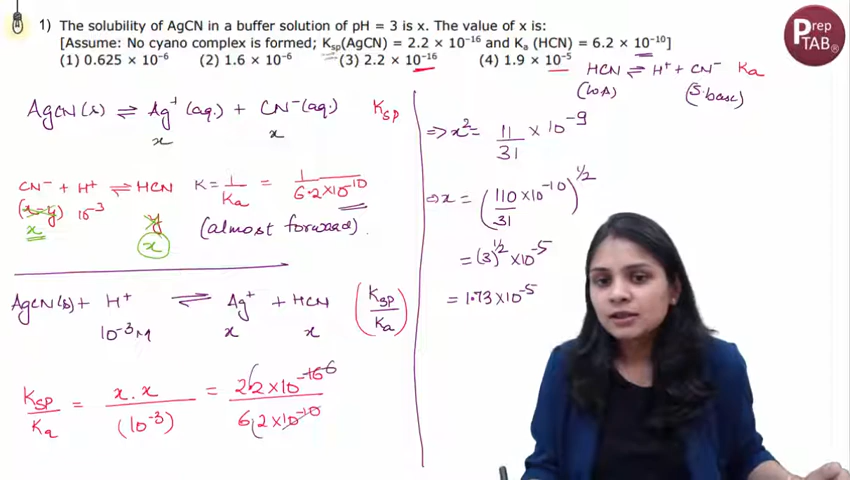 1) The solubility of AgCN in a buffer solution of pH = 3 is x. The value of x is:
[Assume: No cyano complex is formed; Ksp(AgCN) = 2.2 × 10⁻¹⁶ and Ka (HCN) = 6.2 × 10⁻¹⁰]
(1) 0.625 × 10⁻⁶ (2) 1.6 × 10⁻⁶ (3) 2.2 × 10⁻¹⁶ (4) 1.9 × 10⁻⁵
Prep
TAB®
HCN ⇌ H⁺ + CN⁻ Ka
(S.base)
AgCN(s) ⇌ Ag⁺(aq.) + CN⁻(aq.) Ksp
x x
CN⁻ + H⁺ ⇌ HCN K = 1/Ka = 1/6.2×10⁻¹⁰
(x-y) 10⁻³ y
x x
(almost forward).
AgCN(s) + H⁺ ⇌ Ag⁺ + HCN (Ksp/Ka)
10⁻³M x x
Ksp/Ka = x.x/(10⁻³) = 2.2×10⁻¹⁶ ⁻⁶/6.2×10⁻¹⁰
⇒ x² = 11/31 × 10⁻⁹
⇒ x = (110×10⁻¹⁰/31)^1/2
= (3)^1/2 × 10⁻⁵
= 1.73 × 10⁻⁵